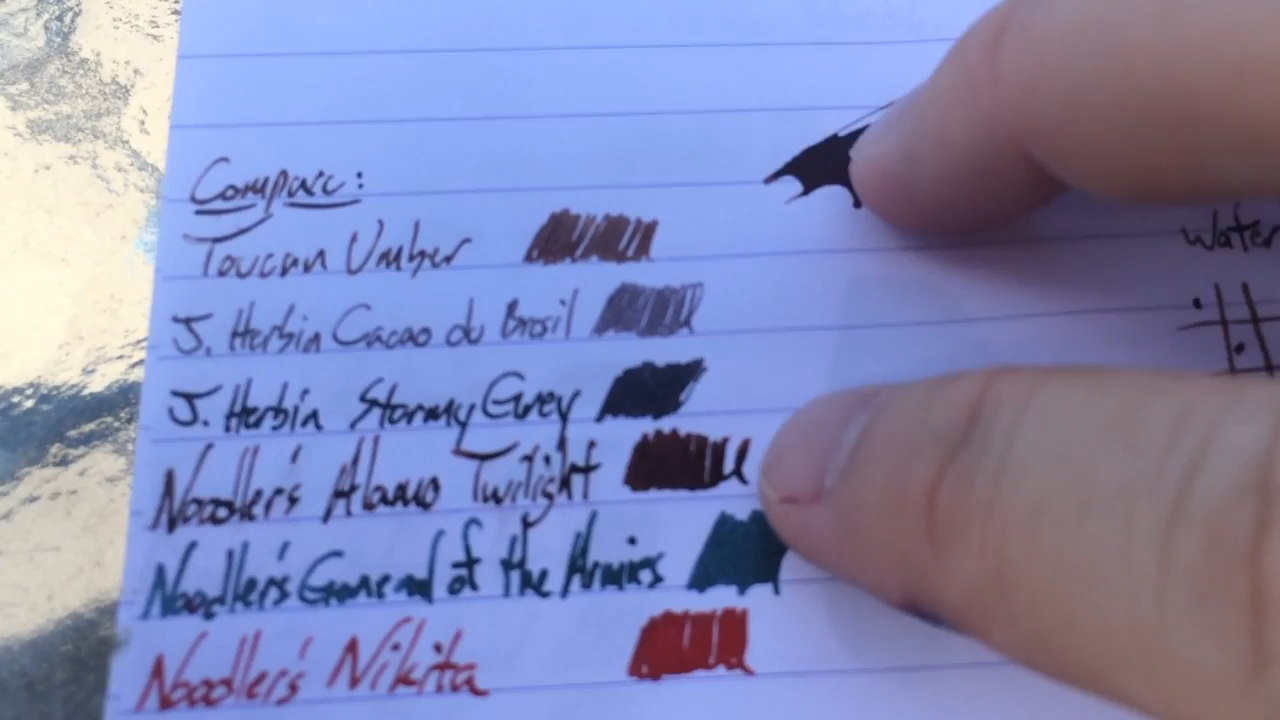 Compare:
Toucan Umber
J. Herbin Cacao du Bresil
J. Herbin Stormy Grey
Noodler's Alamo Twilight
Noodler's General of the Armies
Noodler's Nikita
Water